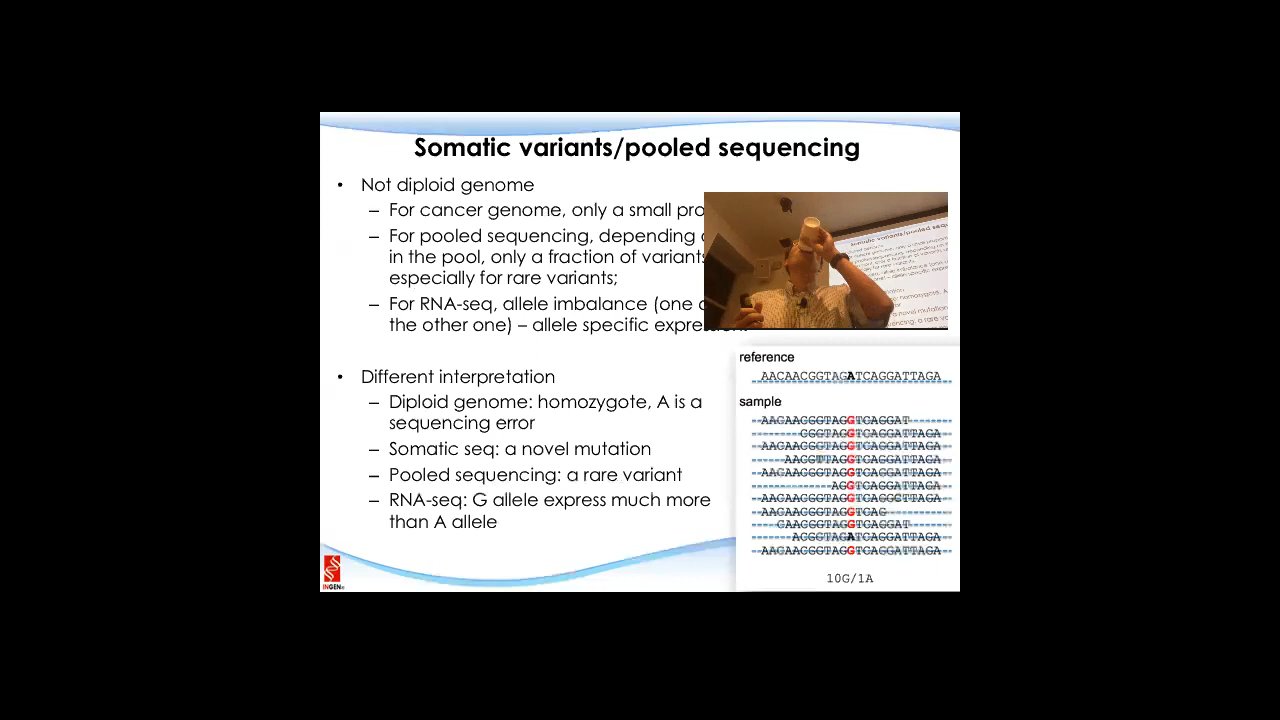 Somatic variants/pooled sequencing
• Not diploid genome
– For cancer genome, only a small pro
– For pooled sequencing, depending
in the pool, only a fraction of variants
especially for rare variants;
– For RNA-seq, allele imbalance (one
the other one) – allele specific expression.
• Different interpretation
– Diploid genome: homozygote, A is a
sequencing error
– Somatic seq: a novel mutation
– Pooled sequencing: a rare variant
– RNA-seq: G allele express much more
than A allele
reference
AACAACGGTAGATCAGGATTAGA
sample
AAGAACGGTAGGTCAGGAT
CGGTAGGTCAGGATTAGA
AACAACGGTAGGTCAGGATTAGA
AACGTTAGGTCAGGATTAGA
AACAACGGTAGGTCAGGATTAGA
AGGTCAGGATTAGA
AACAACGGTAGGTCAGGCTTAGA
AACAACGGTAGGTCAG
CAACGGTAGGTCAGGAT
ACGGTAGATCAGGATTAGA
AACAACGGTAGGTCAGGATTAGA
10G/1A
INGEN